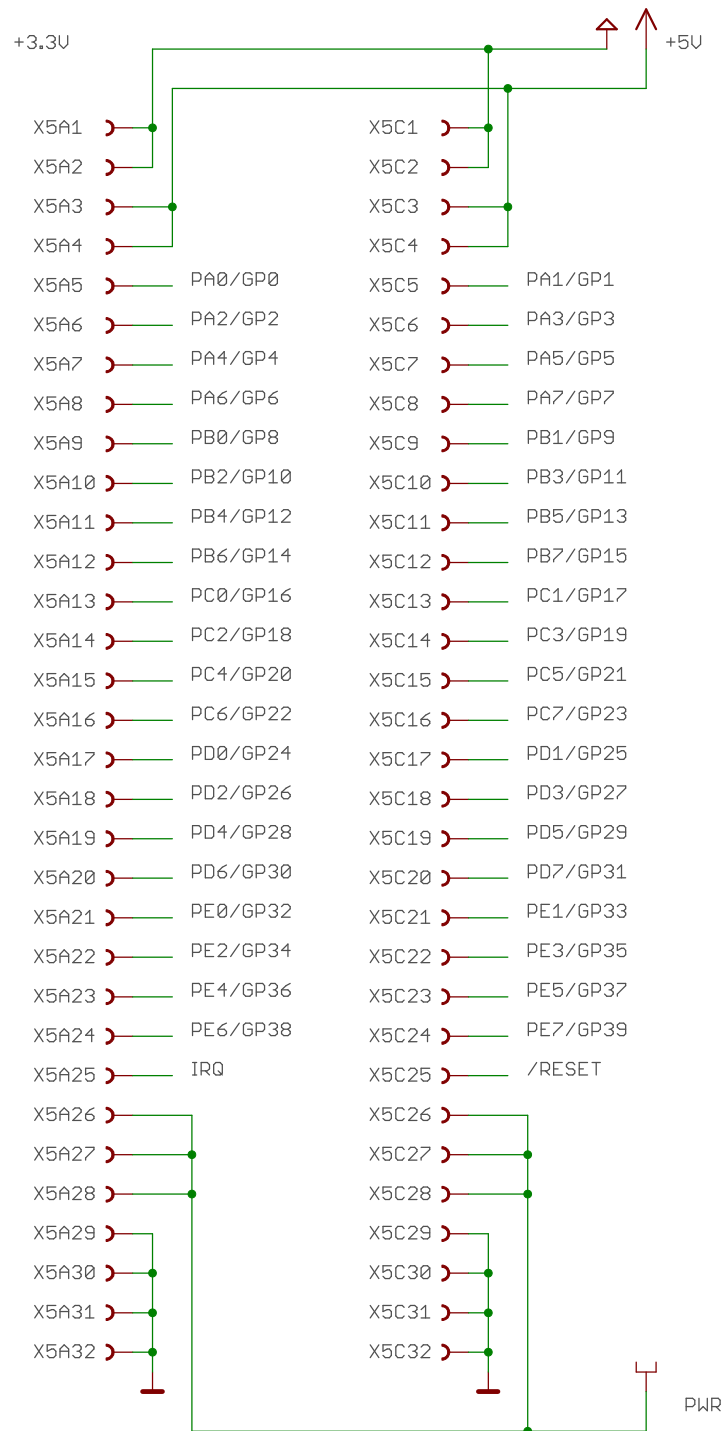 +3.3V +5V
X5A1 X5C1
X5A2 X5C2
X5A3 X5C3
X5A4 X5C4
X5A5 PA0/GP0 X5C5 PA1/GP1
X5A6 PA2/GP2 X5C6 PA3/GP3
X5A7 PA4/GP4 X5C7 PA5/GP5
X5A8 PA6/GP6 X5C8 PA7/GP7
X5A9 PB0/GP8 X5C9 PB1/GP9
X5A10 PB2/GP10 X5C10 PB3/GP11
X5A11 PB4/GP12 X5C11 PB5/GP13
X5A12 PB6/GP14 X5C12 PB7/GP15
X5A13 PC0/GP16 X5C13 PC1/GP17
X5A14 PC2/GP18 X5C14 PC3/GP19
X5A15 PC4/GP20 X5C15 PC5/GP21
X5A16 PC6/GP22 X5C16 PC7/GP23
X5A17 PD0/GP24 X5C17 PD1/GP25
X5A18 PD2/GP26 X5C18 PD3/GP27
X5A19 PD4/GP28 X5C19 PD5/GP29
X5A20 PD6/GP30 X5C20 PD7/GP31
X5A21 PE0/GP32 X5C21 PE1/GP33
X5A22 PE2/GP34 X5C22 PE3/GP35
X5A23 PE4/GP36 X5C23 PE5/GP37
X5A24 PE6/GP38 X5C24 PE7/GP39
X5A25 IRQ X5C25 /RESET
X5A26 X5C26
X5A27 X5C27
X5A28 X5C28
X5A29 X5C29
X5A30 X5C30
X5A31 X5C31
X5A32 X5C32
PWR